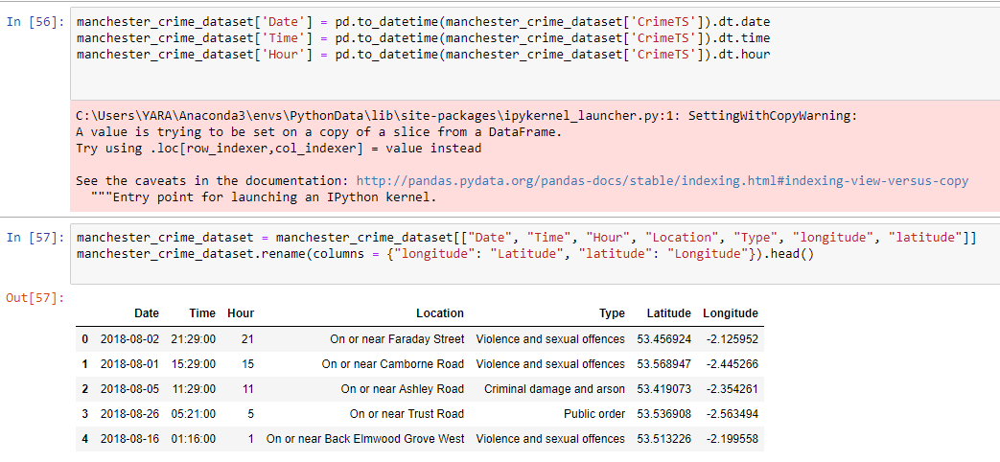 In [56]: manchester_crime_dataset['Date'] = pd.to_datetime(manchester_crime_dataset['CrimeTS']).dt.date
manchester_crime_dataset['Time'] = pd.to_datetime(manchester_crime_dataset['CrimeTS']).dt.time
manchester_crime_dataset['Hour'] = pd.to_datetime(manchester_crime_dataset['CrimeTS']).dt.hour
C:\Users\YARA\Anaconda3\envs\PythonData\lib\site-packages\ipykernel_launcher.py:1: SettingWithCopyWarning:
A value is trying to be set on a copy of a slice from a DataFrame.
Try using .loc[row_indexer,col_indexer] = value instead
See the caveats in the documentation: http://pandas.pydata.org/pandas-docs/stable/indexing.html#indexing-view-versus-copy
"""Entry point for launching an IPython kernel.
In [57]: manchester_crime_dataset = manchester_crime_dataset[["Date", "Time", "Hour", "Location", "Type", "longitude", "latitude"]]
manchester_crime_dataset.rename(columns = {"longitude": "Latitude", "latitude": "Longitude"}).head()
Out[57]:
Date Time Hour Location Type Latitude Longitude
0 2018-08-02 21:29:00 21 On or near Faraday Street Violence and sexual offences 53.456924 -2.125952
1 2018-08-01 15:29:00 15 On or near Camborne Road Violence and sexual offences 53.568947 -2.445266
2 2018-08-05 11:29:00 11 On or near Ashley Road Criminal damage and arson 53.419073 -2.354261
3 2018-08-26 05:21:00 5 On or near Trust Road Public order 53.536908 -2.563494
4 2018-08-16 01:16:00 1 On or near Back Elmwood Grove West Violence and sexual offences 53.513226 -2.199558